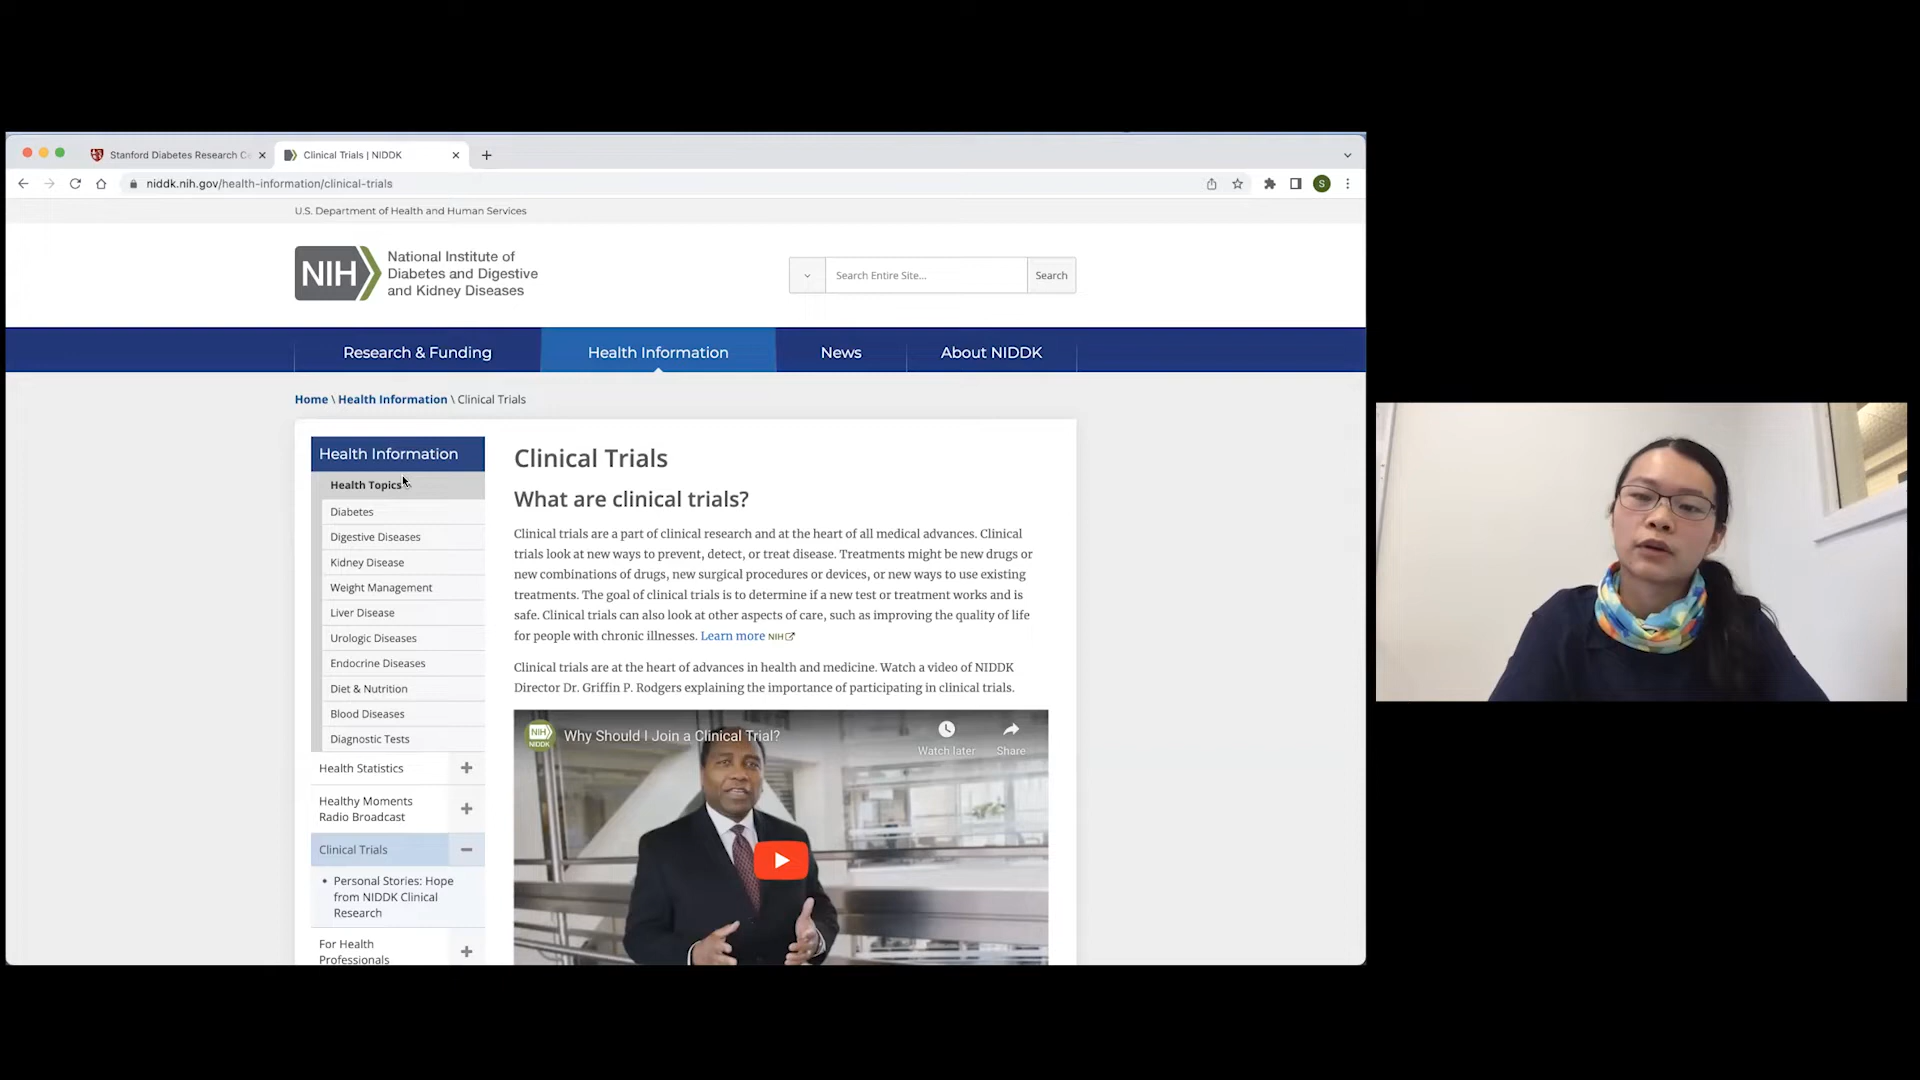 Stanford Diabetes Research C
Clinical Trials | NIDDK
niddk.nih.gov/health-information/clinical-trials
S
U.S. Department of Health and Human Services
NIH
National Institute of
Diabetes and Digestive
and Kidney Diseases
Search Entire Site...
Search
Research & Funding
Health Information
News
About NIDDK
Home \ Health Information \ Clinical Trials
Health Information
Health Topics
Diabetes
Digestive Diseases
Kidney Disease
Weight Management
Liver Disease
Urologic Diseases
Endocrine Diseases
Diet & Nutrition
Blood Diseases
Diagnostic Tests
Health Statistics
Healthy Moments
Radio Broadcast
Clinical Trials
• Personal Stories: Hope
from NIDDK Clinical
Research
For Health
Professionals
Clinical Trials
What are clinical trials?
Clinical trials are a part of clinical research and at the heart of all medical advances. Clinical
trials look at new ways to prevent, detect, or treat disease. Treatments might be new drugs or
new combinations of drugs, new surgical procedures or devices, or new ways to use existing
treatments. The goal of clinical trials is to determine if a new test or treatment works and is
safe. Clinical trials can also look at other aspects of care, such as improving the quality of life
for people with chronic illnesses. Learn more NIH
Clinical trials are at the heart of advances in health and medicine. Watch a video of NIDDK
Director Dr. Griffin P. Rodgers explaining the importance of participating in clinical trials.
NIH
NIDDK
Why Should I Join a Clinical Trial?
Watch later
Share